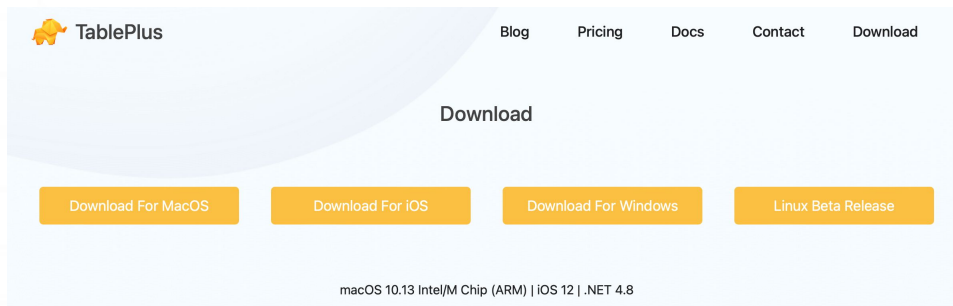 TablePlus Blog Pricing Docs Contact Download
Download
Download For MacOS Download For iOS Download For Windows Linux Beta Release
macOS 10.13 Intel/M Chip (ARM) | iOS 12 | .NET 4.8